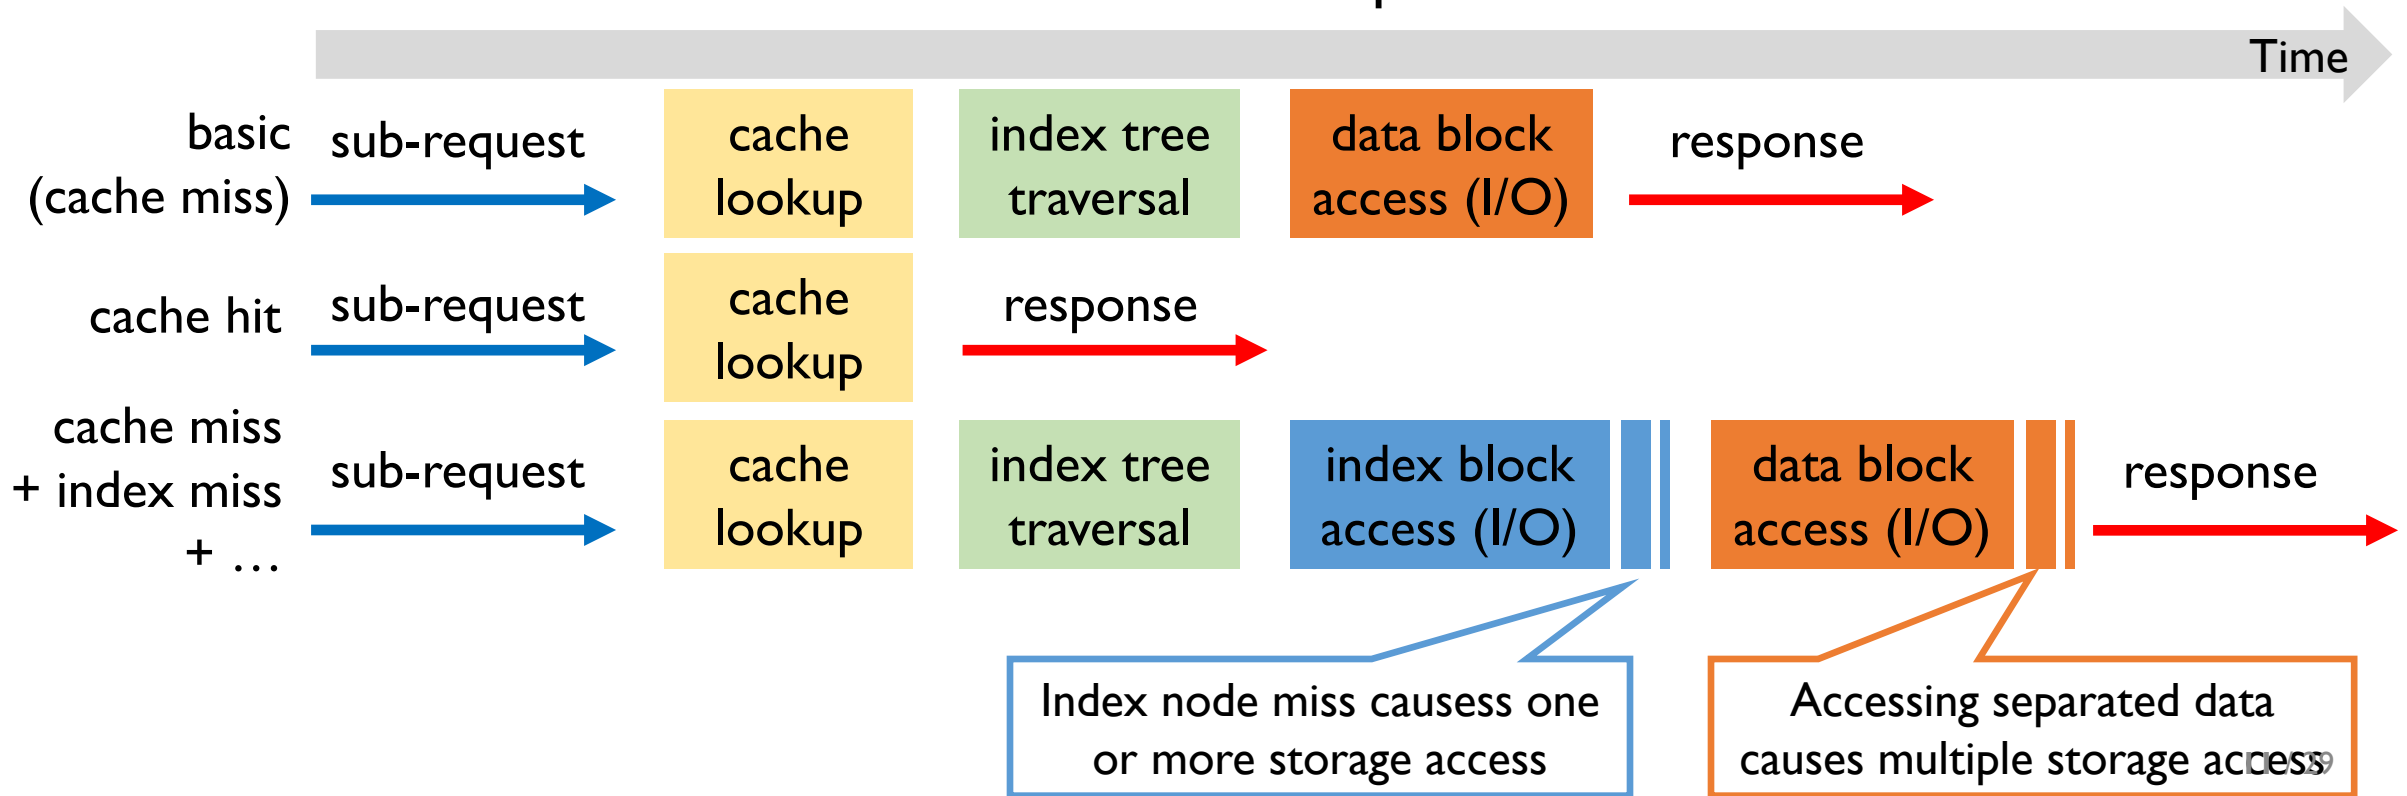 Time
basic
(cache miss)
sub-request
cache
lookup
index tree
traversal
data block
access (I/O)
response
cache hit
sub-request
cache
lookup
response
cache miss
+ index miss
+ …
sub-request
cache
lookup
index tree
traversal
index block
access (I/O)
data block
access (I/O)
response
Index node miss causess one
or more storage access
Accessing separated data
causes multiple storage access
11 / 29